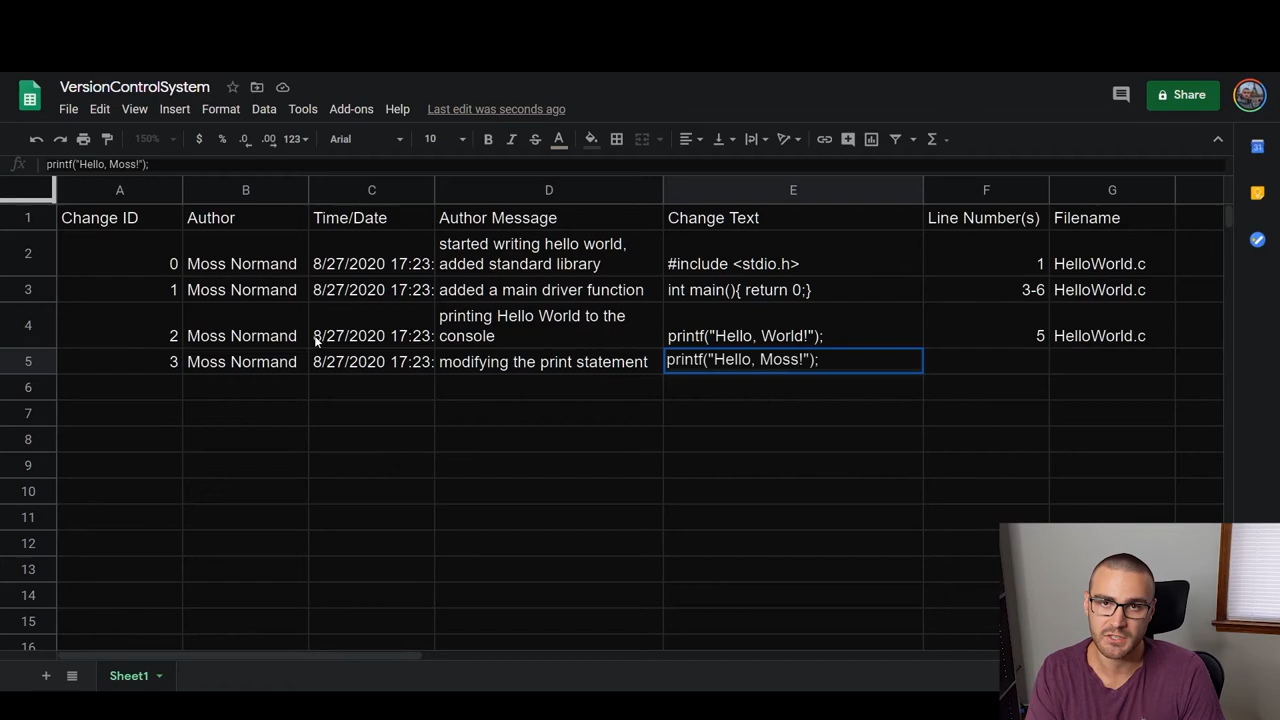 VersionControlSystem
File Edit View Insert Format Data Tools Add-ons Help Last edit was seconds ago
Share
150% $ % .0 .00 123 Arial 10 B I S A Σ
fx printf("Hello, Moss!");
A B C D E F G
1 Change ID Author Time/Date Author Message Change Text Line Number(s) Filename
started writing hello world,
2 0 Moss Normand 8/27/2020 17:23: added standard library #include <stdio.h> 1 HelloWorld.c
3 1 Moss Normand 8/27/2020 17:23: added a main driver function int main(){ return 0;} 3-6 HelloWorld.c
printing Hello World to the
4 2 Moss Normand 8/27/2020 17:23: console printf("Hello, World!"); 5 HelloWorld.c
5 3 Moss Normand 8/27/2020 17:23: modifying the print statement printf("Hello, Moss!");
6
7
8
9
10
11
12
13
14
15
16
Sheet1